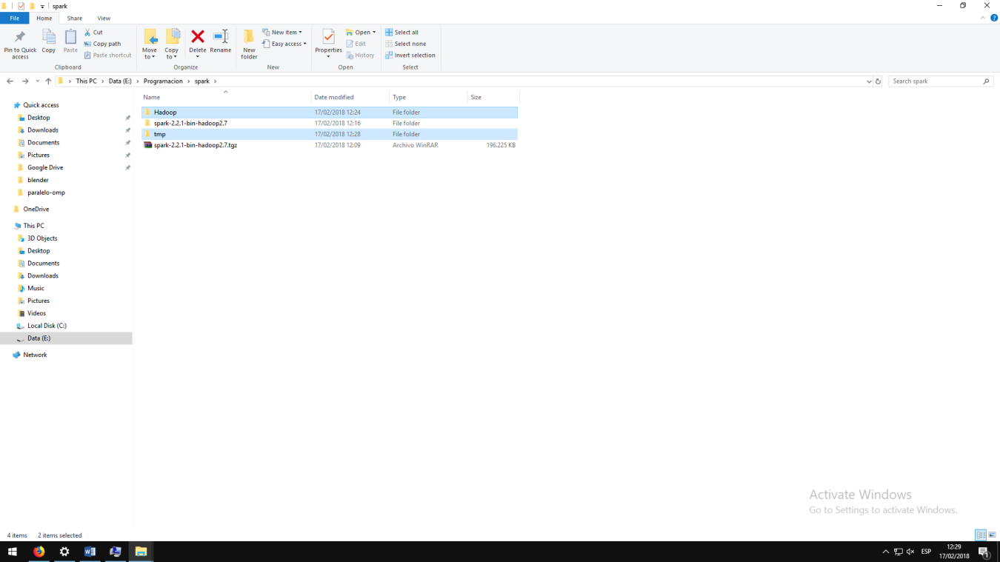 spark
File Home Share View
Pin to Quick access
Copy
Paste
Cut
Copy path
Paste shortcut
Clipboard
Move to
Copy to
Delete
Rename
Organize
New folder
New item
Easy access
New
Properties
Open
Edit
History
Open
Select all
Select none
Invert selection
Select
This PC > Data (E:) > Programacion > spark >
Search spark
Name Date modified Type Size
Hadoop 17/02/2018 12:24 File folder
spark-2.2.1-bin-hadoop2.7 17/02/2018 12:16 File folder
tmp 17/02/2018 12:28 File folder
spark-2.2.1-bin-hadoop2.7.tgz 17/02/2018 12:09 Archivo WinRAR 196.225 KB
Quick access
Desktop
Downloads
Documents
Pictures
Google Drive
blender
paralelo-omp
OneDrive
This PC
3D Objects
Desktop
Documents
Downloads
Music
Pictures
Videos
Local Disk (C:)
Data (E:)
Network
Activate Windows
Go to Settings to activate Windows.
4 items 2 items selected
ESP
12:29
17/02/2018
1